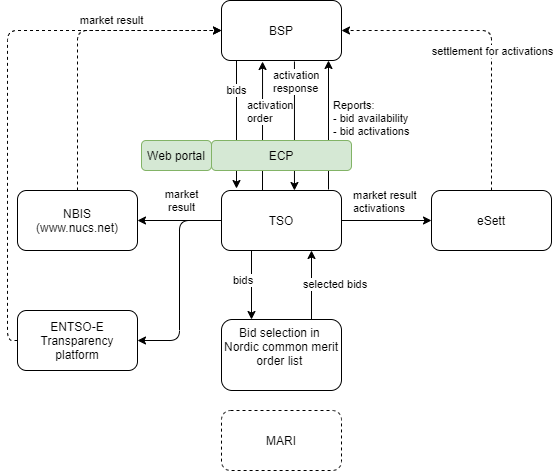 market result
BSP
settlement for activations
bids
activation
response
activation
order
Reports:
- bid availability
- bid activations
Web portal
ECP
NBIS
(www.nucs.net)
market
result
TSO
market result
activations
eSett
bids
selected bids
ENTSO-E
Transparency
platform
Bid selection in
Nordic common merit
order list
MARI